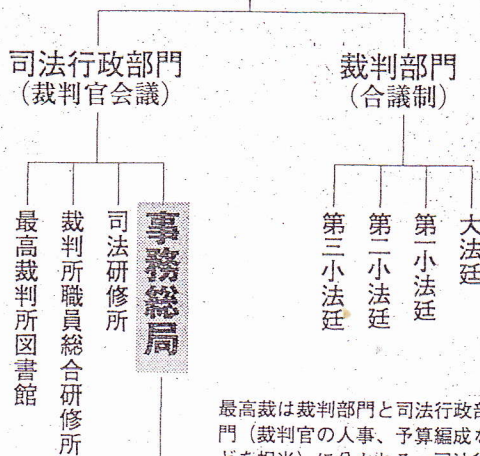 司法行政部門
（裁判官会議）
裁判部門
（合議制）
大法廷
第一小法廷
第二小法廷
第三小法廷
事務総局
司法研修所
裁判所職員総合研修所
最高裁判所図書館
最高裁は裁判部門と司法行政部
門（裁判官の人事、予算編成な